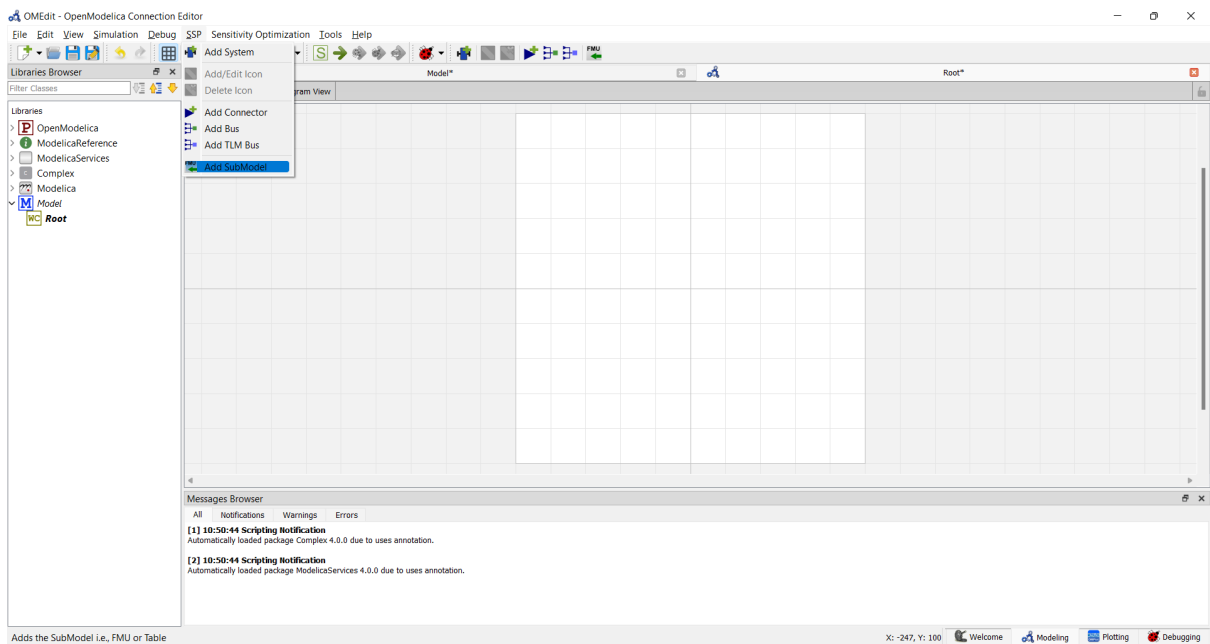 OMEdit - OpenModelica Connection Editor
File Edit View Simulation Debug SSP Sensitivity Optimization Tools Help
S FMU
Libraries Browser
Filter Classes
Libraries
P OpenModelica
i ModelicaReference
ModelicaServices
C Complex
Modelica
M Model
WC Root
Add System
Add/Edit Icon
Delete Icon
Add Connector
Add Bus
Add TLM Bus
FMU Add SubModel
Model*
Root*
gram View
Messages Browser
All Notifications Warnings Errors
[1] 10:50:44 Scripting Notification
Automatically loaded package Complex 4.0.0 due to uses annotation.
[2] 10:50:44 Scripting Notification
Automatically loaded package ModelicaServices 4.0.0 due to uses annotation.
Adds the SubModel i.e., FMU or Table
X: -247, Y: 100 Welcome Modeling Plotting Debugging